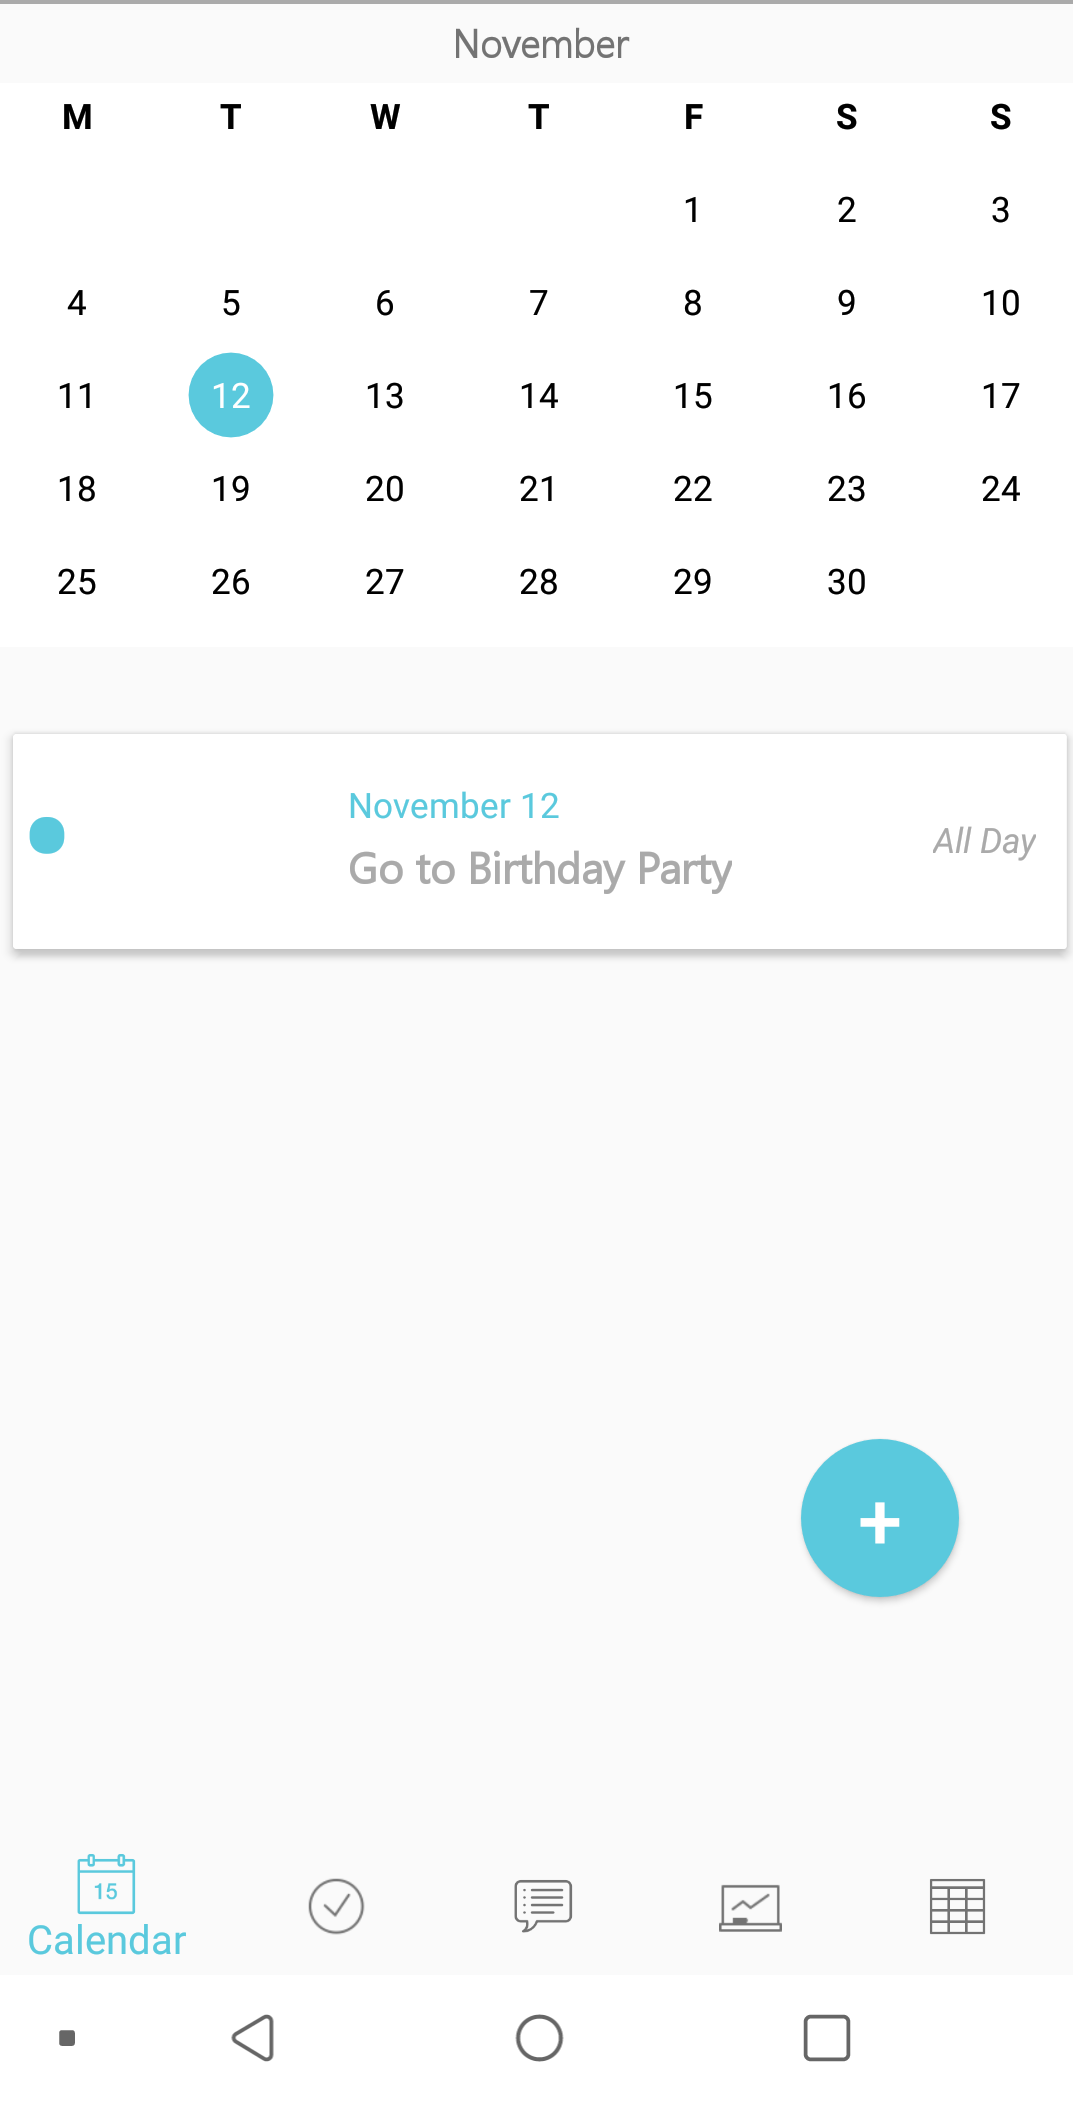 November
M T W T F S S
1 2 3
4 5 6 7 8 9 10
11 12 13 14 15 16 17
18 19 20 21 22 23 24
25 26 27 28 29 30
November 12
Go to Birthday Party
All Day
+
15
Calendar